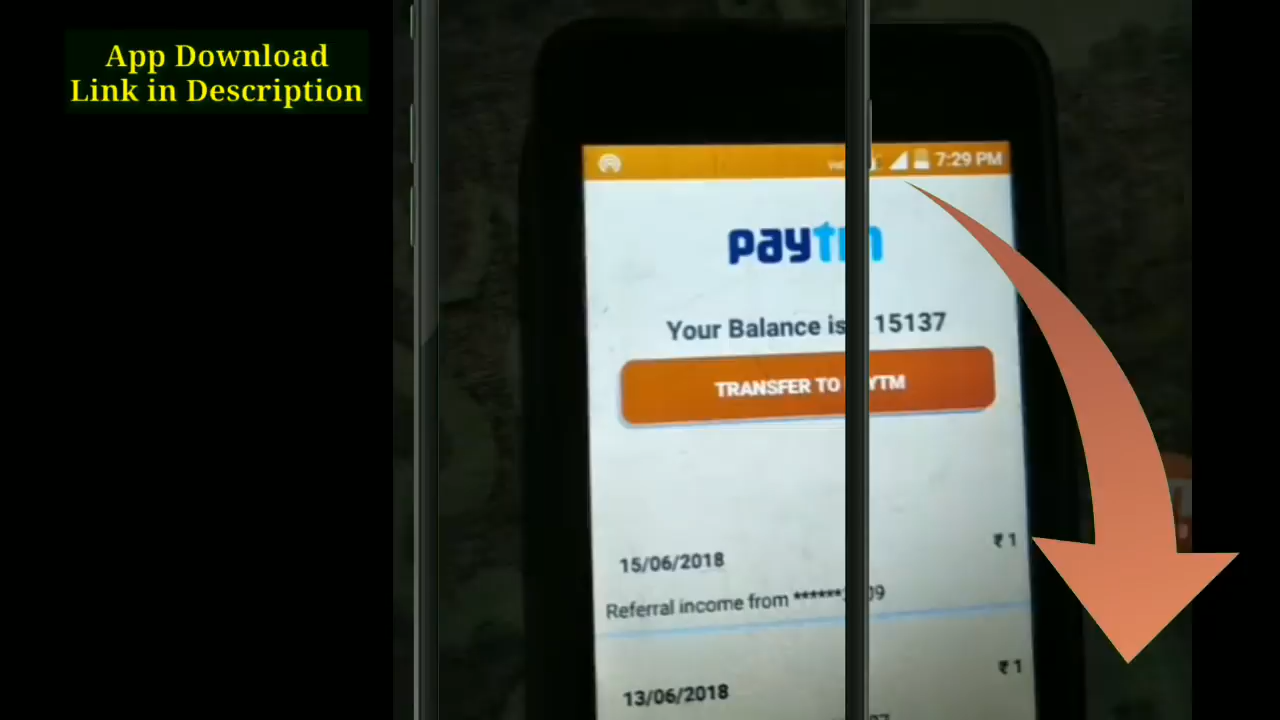 App Download
Link in Description
7:29 PM
paytm
Your Balance is 15137
TRANSFER TO PAYTM
₹ 1
15/06/2018
Referral income from ******
₹ 1
13/06/2018